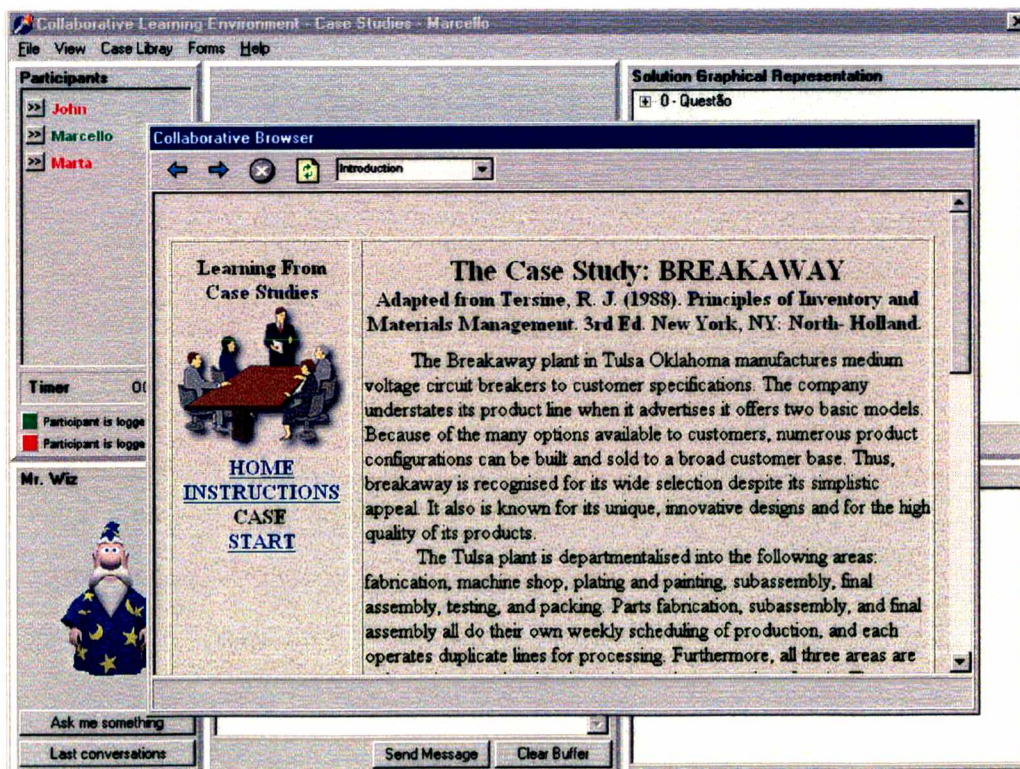 Collaborative Learning Environment - Case Studies - Marcello
File View Case Libray Forms Help
Participants
>> John
>> Marcello
>> Marta
Timer
Participant is logge
Participant is logge
Mr. Wiz
Ask me something
Last conversations
Solution Graphical Representation
0 - Questão
Collaborative Browser
Introduction
Learning From
Case Studies
HOME
INSTRUCTIONS
CASE
START
The Case Study: BREAKAWAY
Adapted from Tersine, R. J. (1988). Principles of Inventory and
Materials Management. 3rd Ed. New York, NY: North- Holland.
The Breakaway plant in Tulsa Oklahoma manufactures medium
voltage circuit breakers to customer specifications. The company
understates its product line when it advertises it offers two basic models.
Because of the many options available to customers, numerous product
configurations can be built and sold to a broad customer base. Thus,
breakaway is recognised for its wide selection despite its simplistic
appeal. It also is known for its unique, innovative designs and for the high
quality of its products.
The Tulsa plant is departmentalised into the following areas:
fabrication, machine shop, plating and painting, subassembly, final
assembly, testing, and packing. Parts fabrication, subassembly, and final
assembly all do their own weekly scheduling of production, and each
operates duplicate lines for processing. Furthermore, all three areas are
Send Message
Clear Buffer